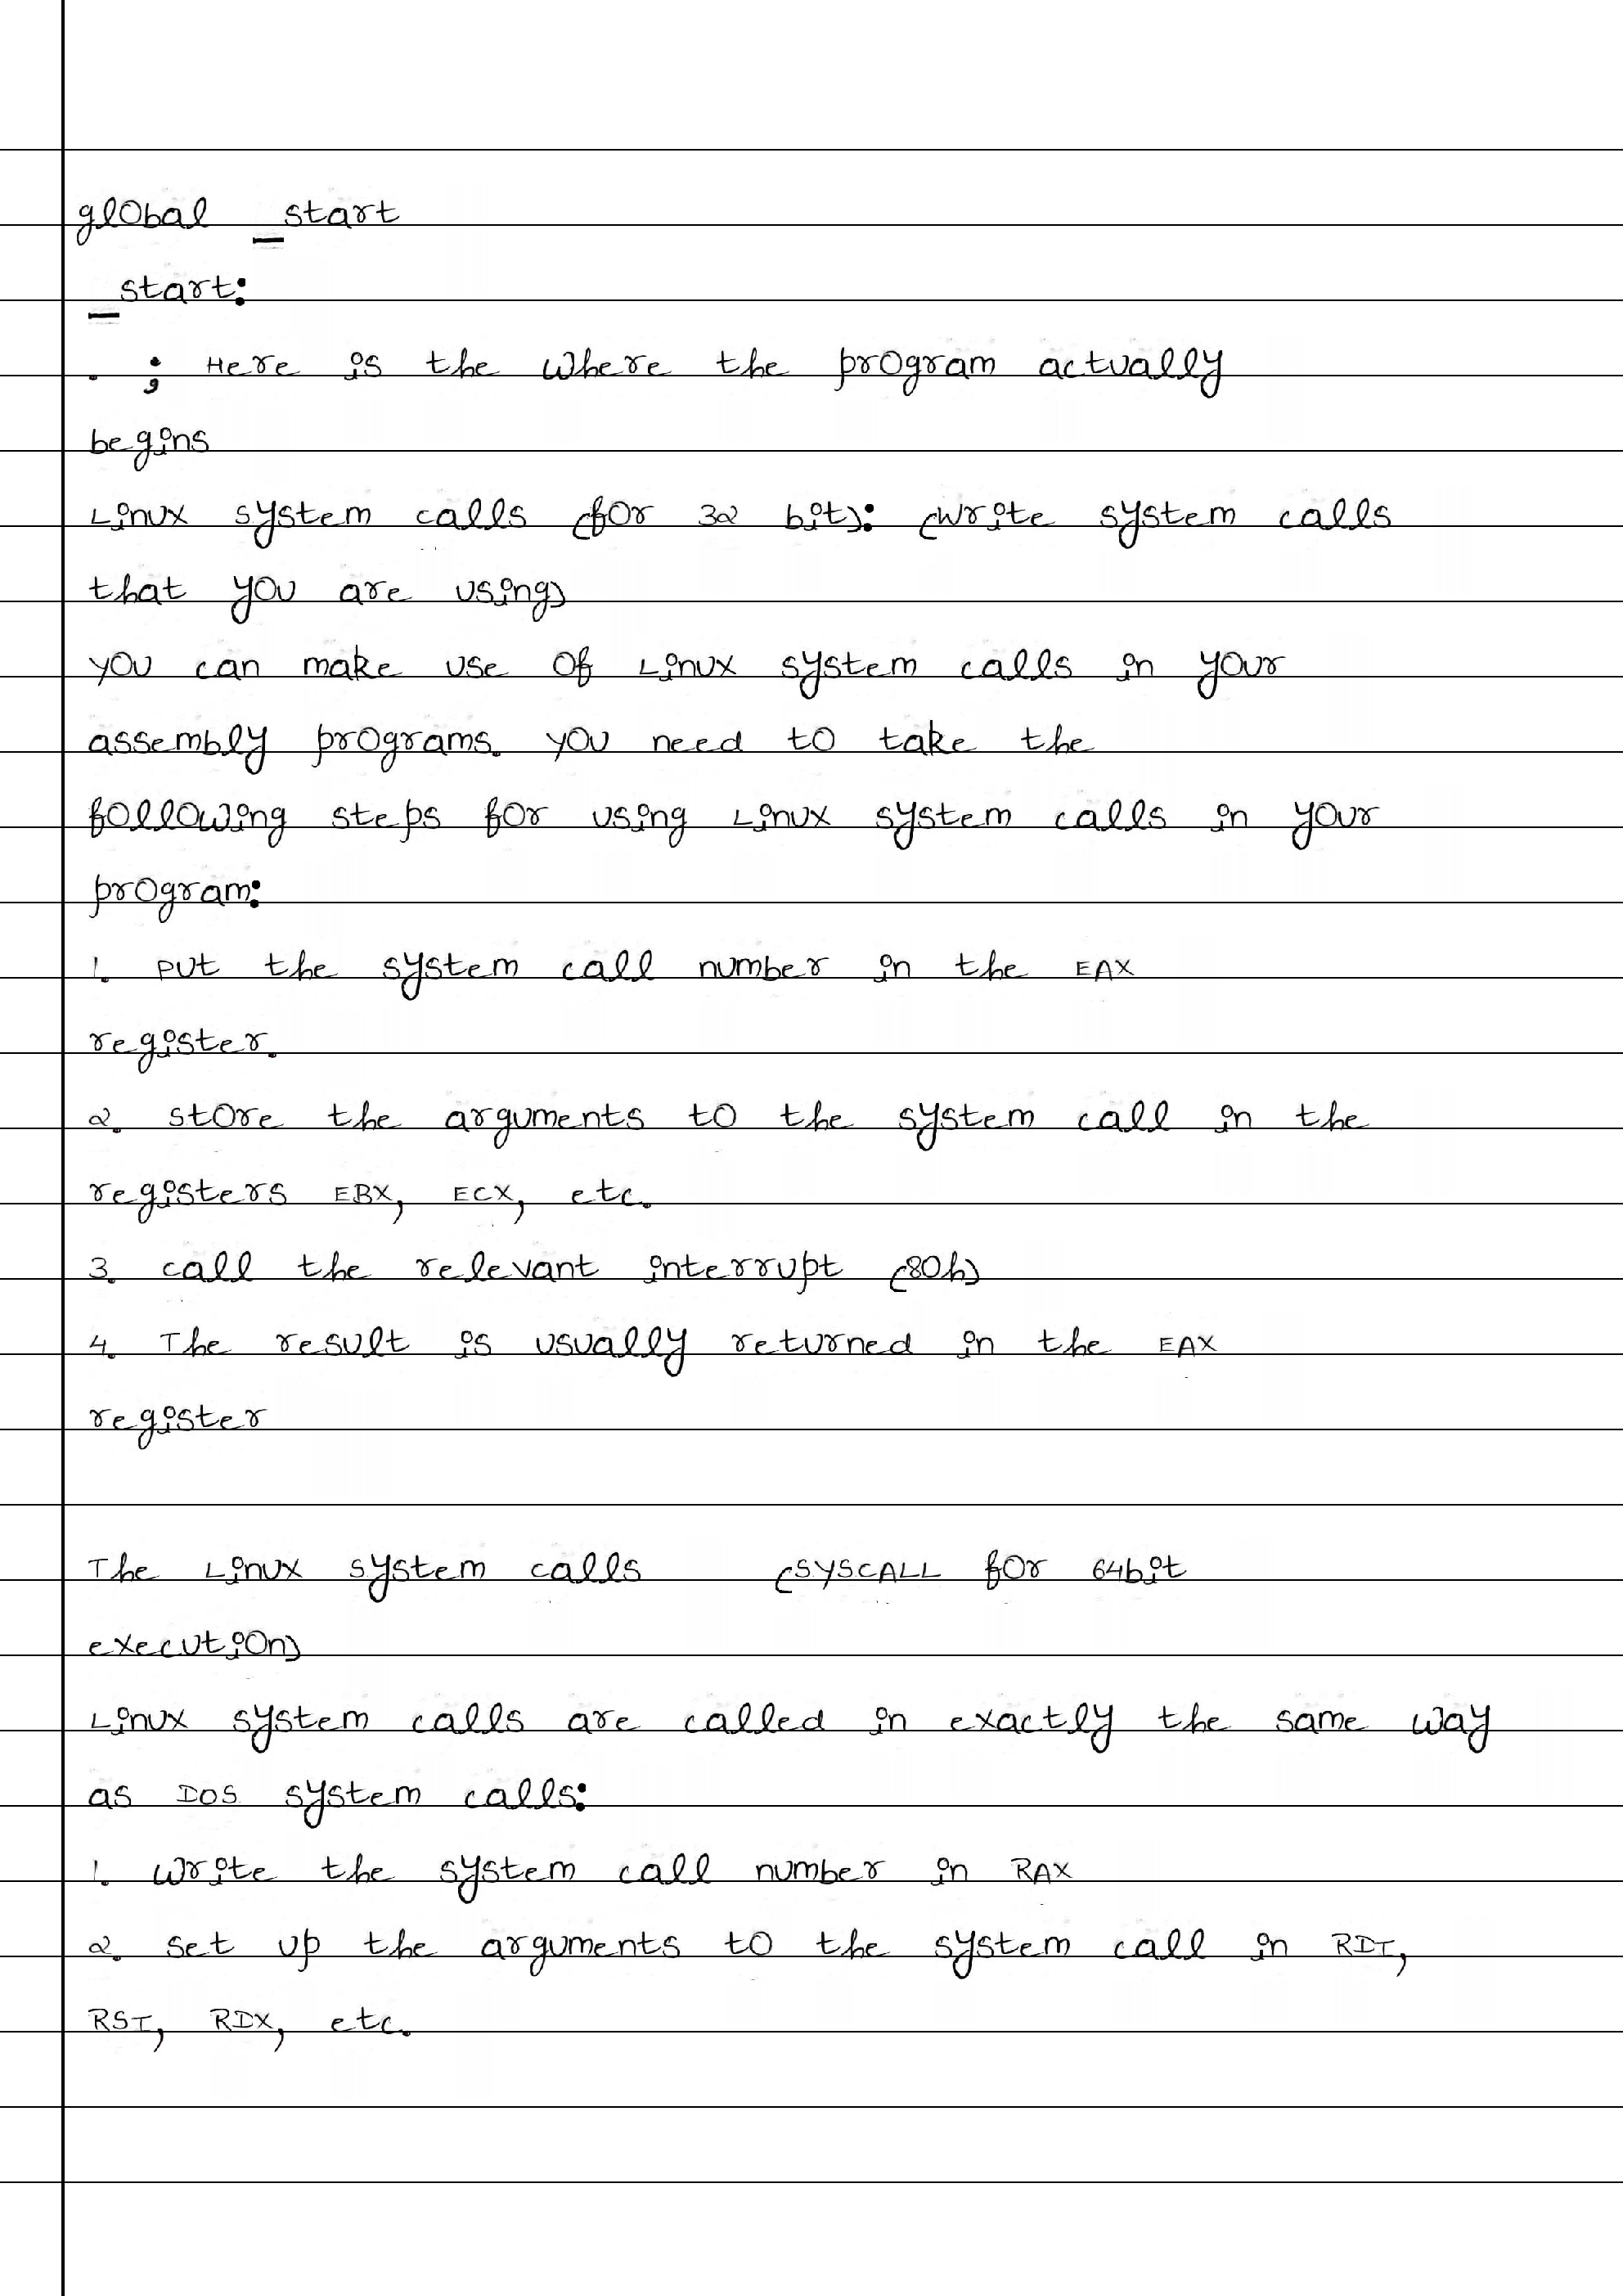 global _start
_start:
. ; Here is the where the program actually
begins
Linux system calls (for 32 bit): (write system calls
that you are using)
You can make use of Linux system calls in your
assembly programs. You need to take the
following steps for using Linux system calls in your
program:
1. Put the system call number in the EAX
register.
2. Store the arguments to the system call in the
registers EBX, ECX, etc.
3. Call the relevant interrupt (80h)
4. The result is usually returned in the EAX
register
The Linux system calls (SYSCALL for 64bit
execution)
Linux system calls are called in exactly the same way
as DOS system calls:
1. write the system call number in RAX
2. set up the arguments to the system call in RDI,
RSI, RDX, etc.